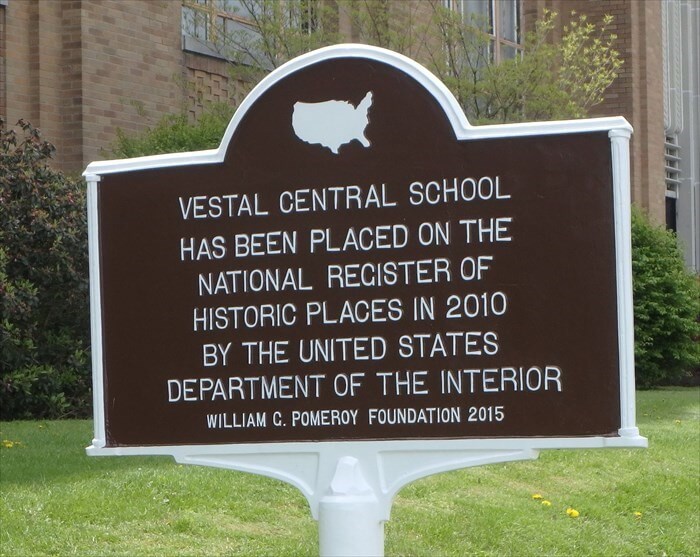 VESTAL CENTRAL SCHOOL
HAS BEEN PLACED ON THE
NATIONAL REGISTER OF
HISTORIC PLACES IN 2010
BY THE UNITED STATES
DEPARTMENT OF THE INTERIOR
WILLIAM G. POMEROY FOUNDATION 2015